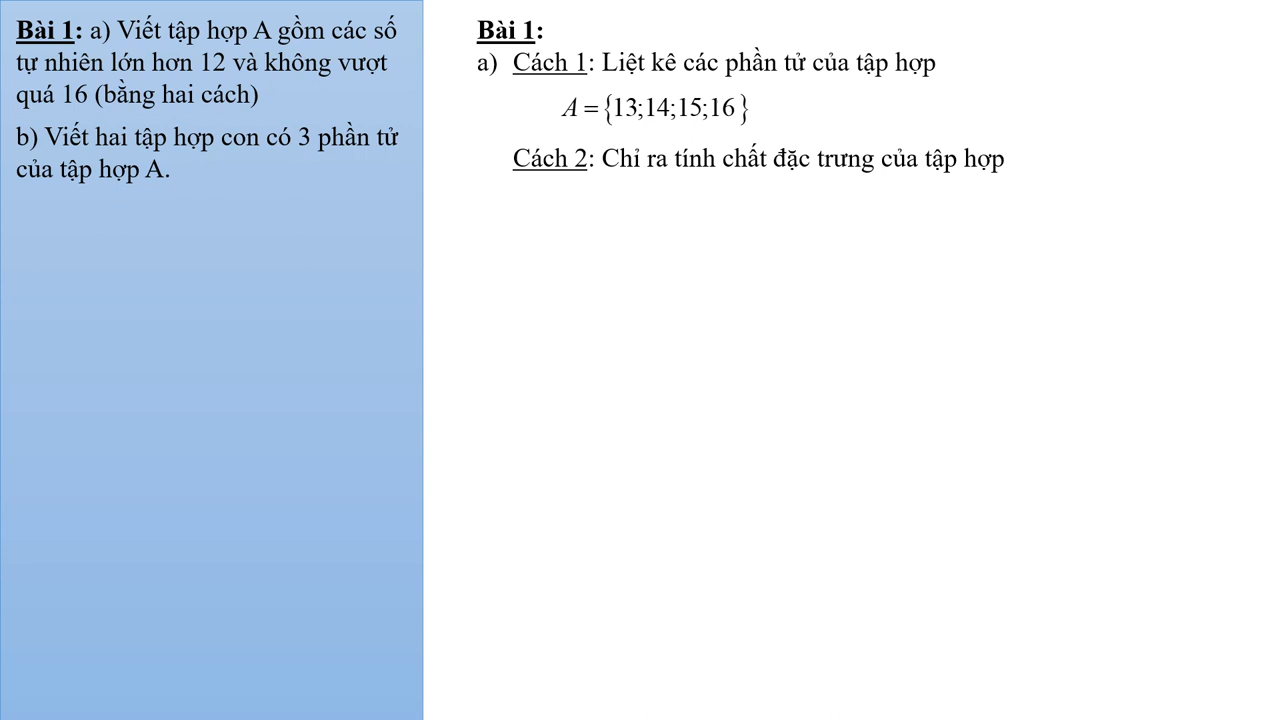 Bài 1: a) Viết tập hợp A gồm các số
tự nhiên lớn hơn 12 và không vượt
quá 16 (bằng hai cách)
b) Viết hai tập hợp con có 3 phần tử
của tập hợp A.
Bài 1:
a) Cách 1: Liệt kê các phần tử của tập hợp
A = {13;14;15;16}
Cách 2: Chỉ ra tính chất đặc trưng của tập hợp